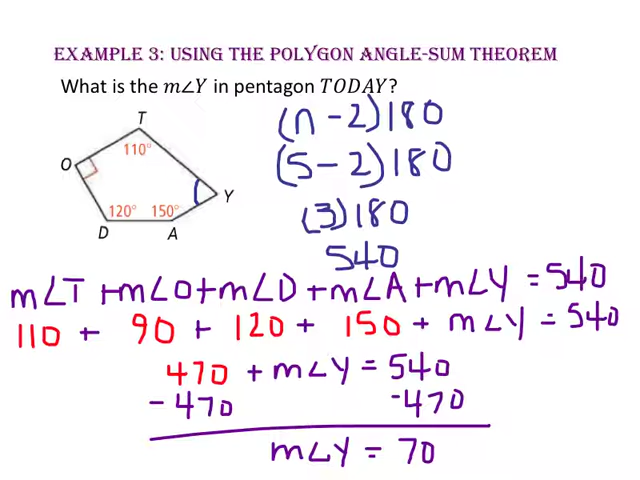 EXAMPLE 3: USING THE POLYGON ANGLE-SUM THEOREM
What is the m∠Y in pentagon TODAY?
T
110°
O
Y
120° 150°
D
A
(n - 2)180
(5 - 2)180
(3)180
540
m∠T + m∠O + m∠D + m∠A + m∠Y = 540
110 + 90 + 120 + 150 + m∠Y = 540
470 + m∠Y = 540
- 470 - 470
m∠Y = 70